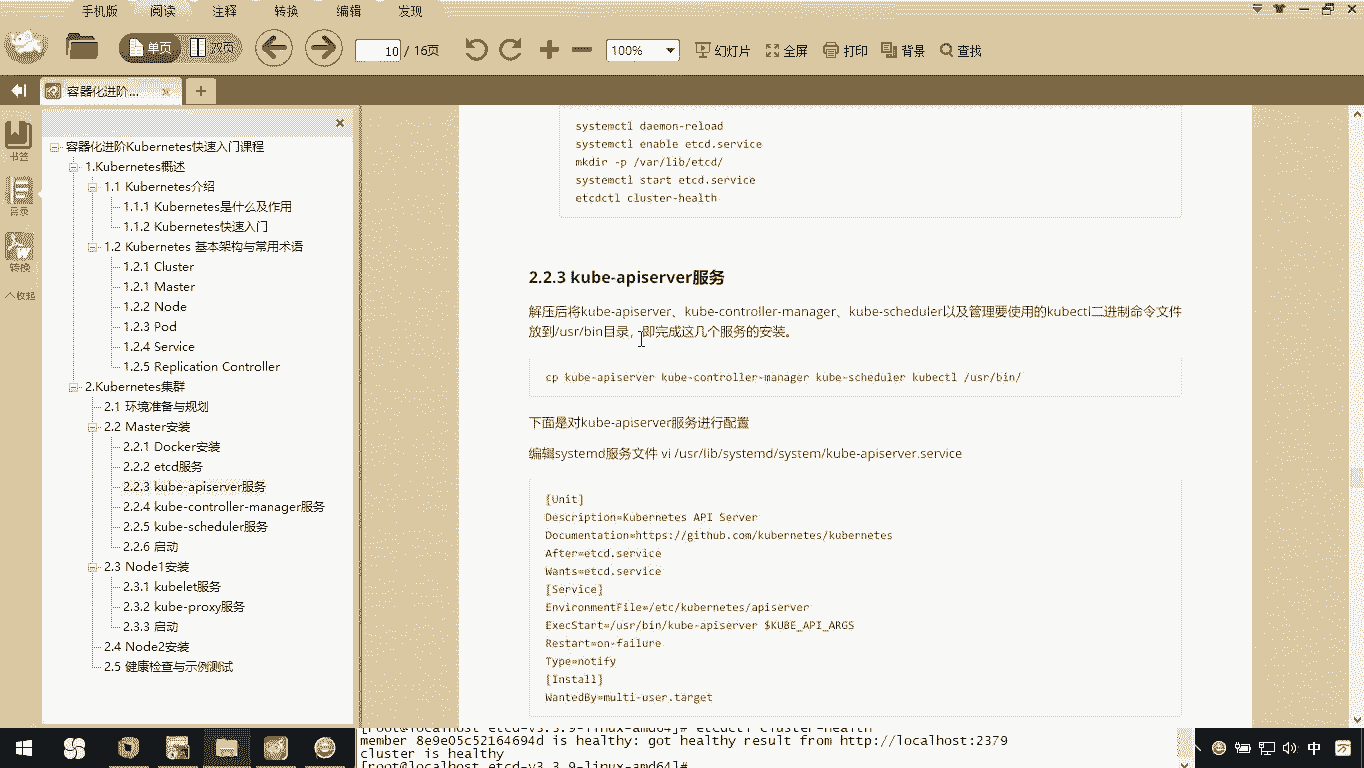 手机版 阅读 注释 转换 编辑 发现
单页 双页 10 / 16页 100% 幻灯片 全屏 打印 背景 查找
容器化进阶... × +
书签
目录
转换
收起
容器化进阶Kubernetes快速入门课程
1.Kubernetes概述
1.1 Kubernetes介绍
1.1.1 Kubernetes是什么及作用
1.1.2 Kubernetes快速入门
1.2 Kubernetes 基本架构与常用术语
1.2.1 Cluster
1.2.1 Master
1.2.2 Node
1.2.3 Pod
1.2.4 Service
1.2.5 Replication Controller
2.Kubernetes集群
2.1 环境准备与规划
2.2 Master安装
2.2.1 Docker安装
2.2.2 etcd服务
2.2.3 kube-apiserver服务
2.2.4 kube-controller-manager服务
2.2.5 kube-scheduler服务
2.2.6 启动
2.3 Node1安装
2.3.1 kubelet服务
2.3.2 kube-proxy服务
2.3.3 启动
2.4 Node2安装
2.5 健康检查与示例测试
systemctl daemon-reload
systemctl enable etcd.service
mkdir -p /var/lib/etcd/
systemctl start etcd.service
etcdctl cluster-health
2.2.3 kube-apiserver服务
解压后将kube-apiserver、kube-controller-manager、kube-scheduler以及管理要使用的kubectl二进制命令文件
放到/usr/bin目录，即完成这几个服务的安装。
cp kube-apiserver kube-controller-manager kube-scheduler kubectl /usr/bin/
下面是对kube-apiserver服务进行配置
编辑systemd服务文件 vi /usr/lib/systemd/system/kube-apiserver.service
[Unit]
Description=Kubernetes API Server
Documentation=https://github.com/kubernetes/kubernetes
After=etcd.service
Wants=etcd.service
[Service]
EnvironmentFile=/etc/kubernetes/apiserver
ExecStart=/usr/bin/kube-apiserver $KUBE_API_ARGS
Restart=on-failure
Type=notify
[Install]
WantedBy=multi-user.target
[root@localhost etcd-v3.3.9-linux-amd64]# etcdctl cluster-health
member 8e9e05c52164694d is healthy: got healthy result from http://localhost:2379
cluster is healthy
[root@localhost etcd-v3.3.9-linux-amd64]#
中